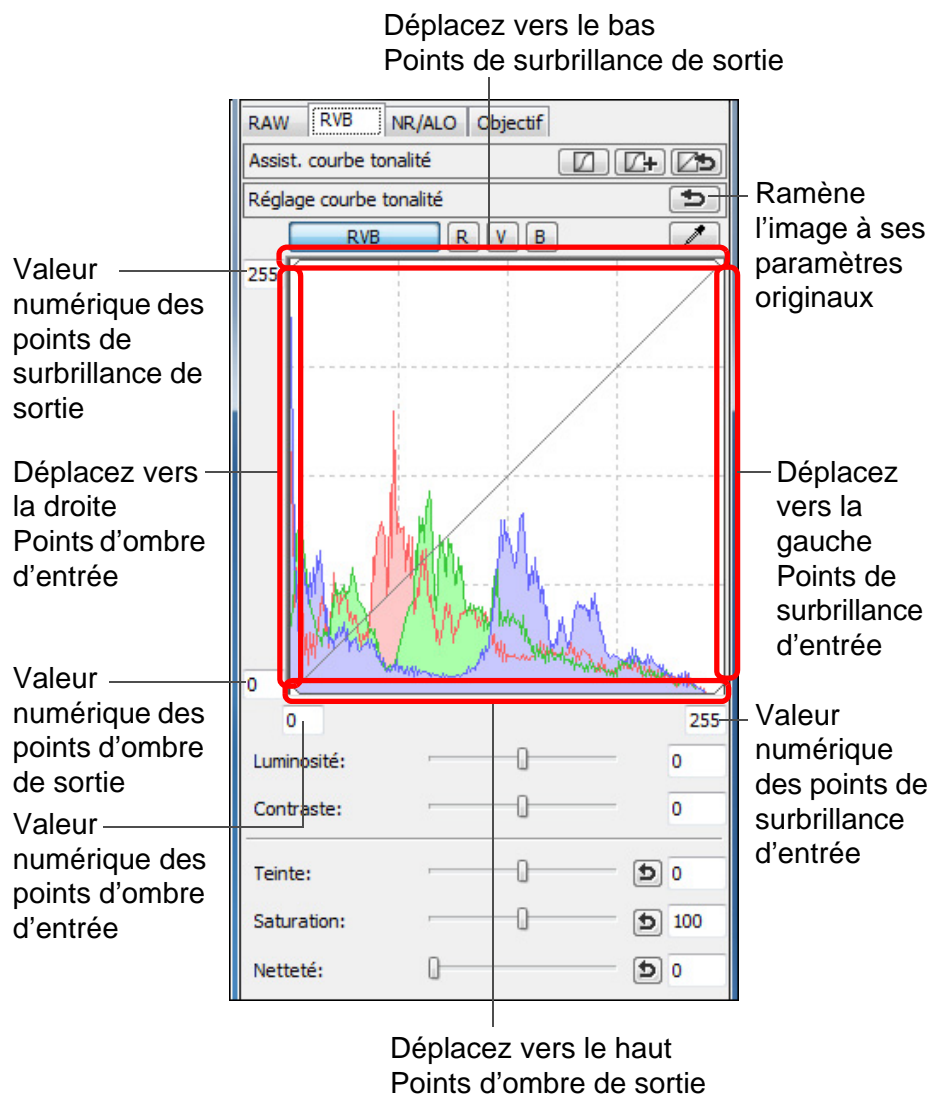 Déplacez vers le bas
Points de surbrillance de sortie
RAW RVB NR/ALO Objectif
Assist. courbe tonalité
Réglage courbe tonalité
RVB R V B
Ramène
l'image à ses
paramètres
originaux
Valeur
numérique des
points de
surbrillance de
sortie
255
Déplacez vers
la droite
Points d'ombre
d'entrée
Déplacez
vers la
gauche
Points de
surbrillance
d'entrée
Valeur
numérique des
points d'ombre
de sortie
0
0
255
Valeur
numérique
des points de
surbrillance
d'entrée
Valeur
numérique des
points d'ombre
d'entrée
Luminosité: 0
Contraste: 0
Teinte: 0
Saturation: 100
Netteté: 0
Déplacez vers le haut
Points d'ombre de sortie